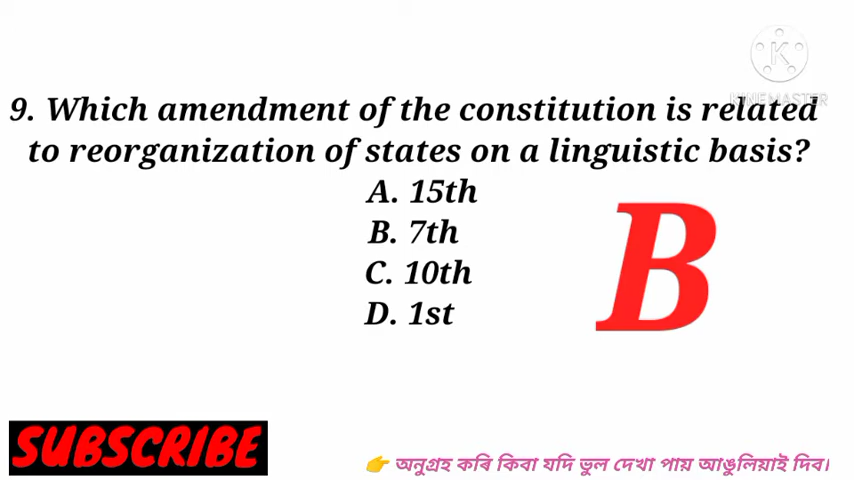 K
KINEMASTER
9. Which amendment of the constitution is related
to reorganization of states on a linguistic basis?
A. 15th
B. 7th
C. 10th
D. 1st
B
SUBSCRIBE
👉 অনুগ্ৰহ কৰি কিবা যদি ভুল দেখা পায় আঙুলিয়াই দিব।